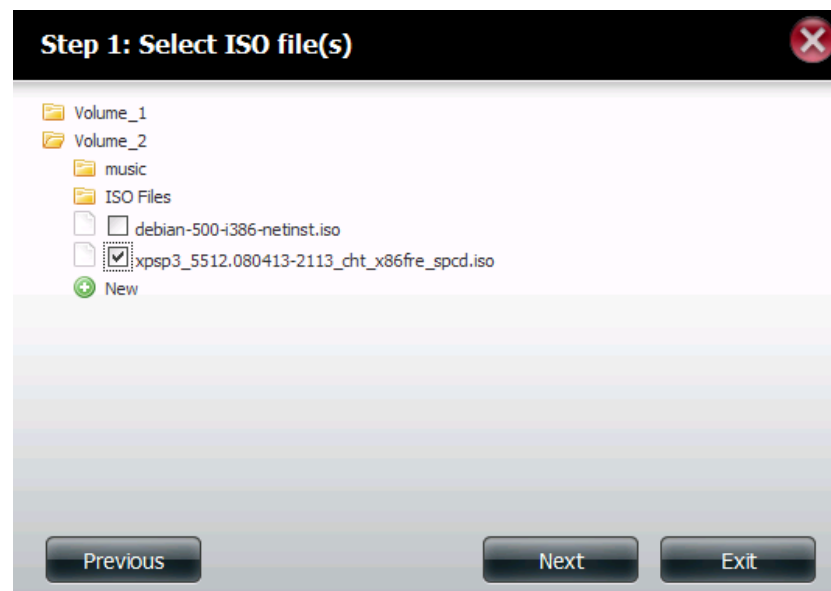 Step 1: Select ISO file(s)
Volume_1
Volume_2
music
ISO Files
debian-500-i386-netinst.iso
xpsp3_5512.080413-2113_cht_x86fre_spcd.iso
New
Previous Next Exit